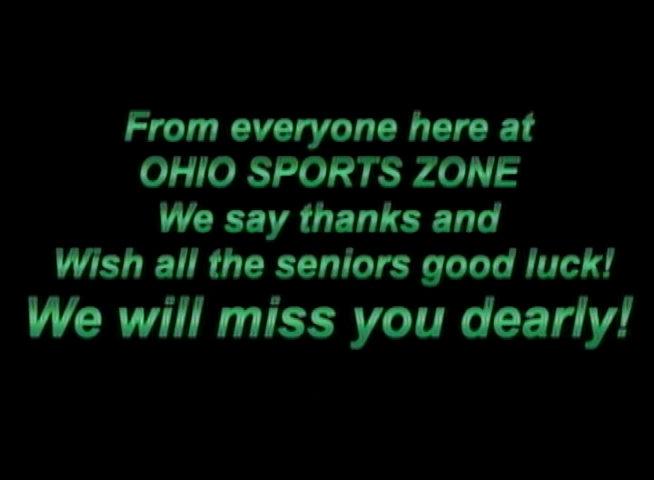 From everyone here at
OHIO SPORTS ZONE
We say thanks and
Wish all the seniors good luck!
We will miss you dearly!